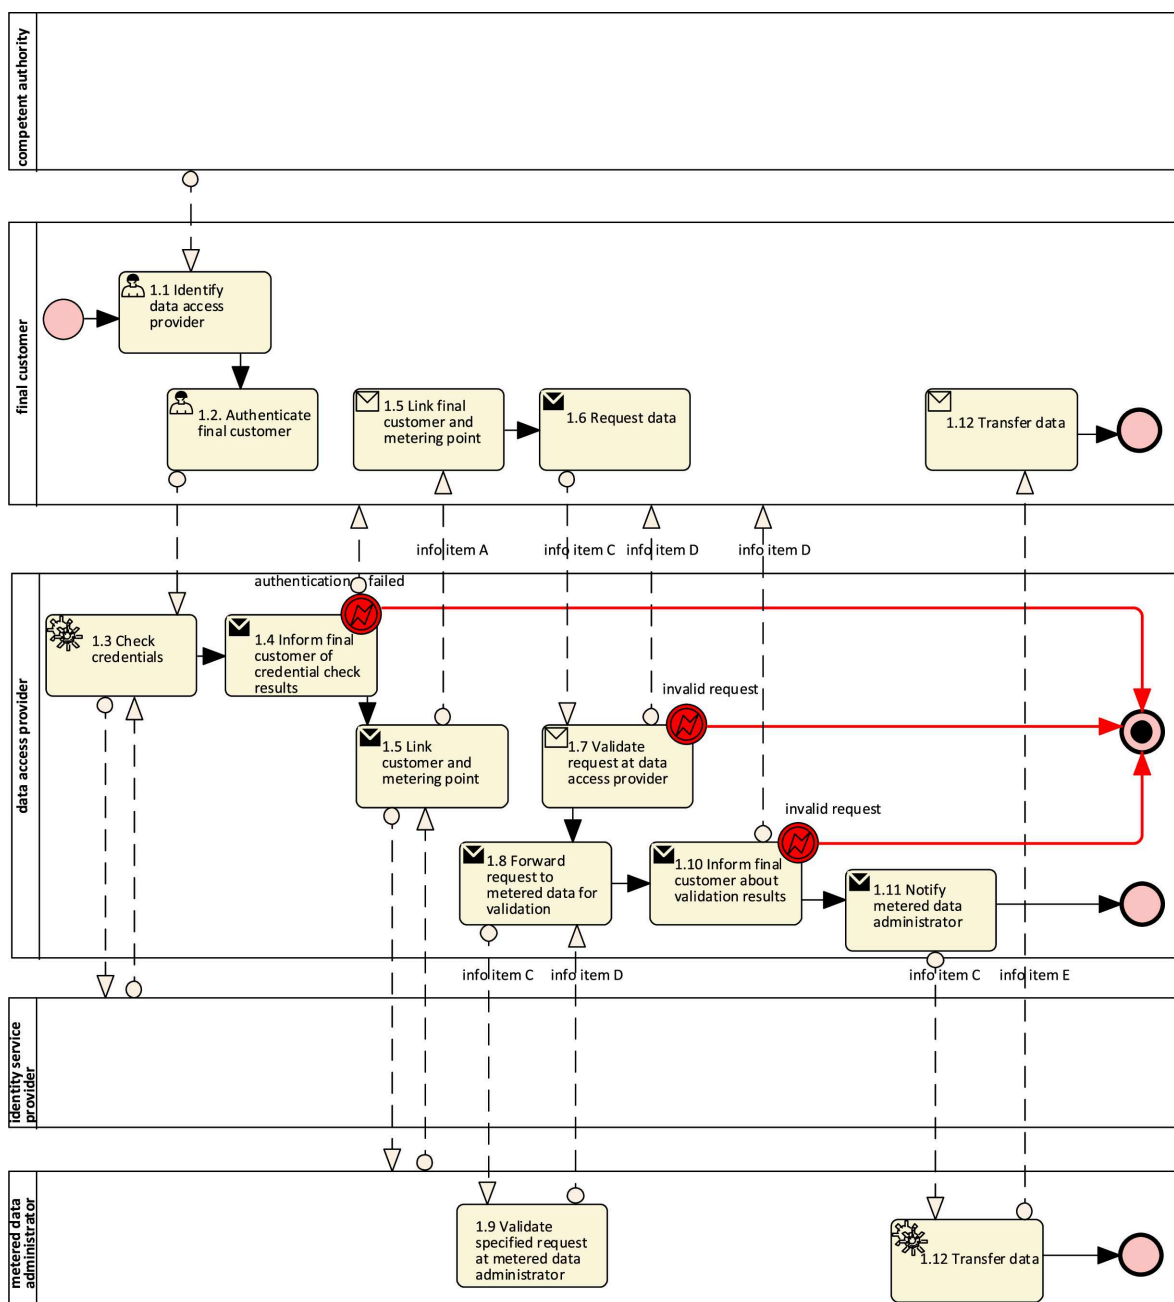 competent authority
final customer
1.1 Identify
data access
provider
1.2. Authenticate
final customer
1.5 Link final
customer and
metering point
1.6 Request data
1.12 Transfer data
info item A
info item C
info item D
info item D
data access provider
authentication failed
1.3 Check
credentials
1.4 Inform final
customer of
credential check
results
invalid request
1.5 Link
customer and
metering point
1.7 Validate
request at data
access provider
invalid request
1.8 Forward
request to
metered data for
validation
1.10 Inform final
customer about
validation results
1.11 Notify
metered data
administrator
info item C
info item D
info item C
info item E
identity service
provider
metered data
administrator
1.9 Validate
specified request
at metered data
administrator
1.12 Transfer data